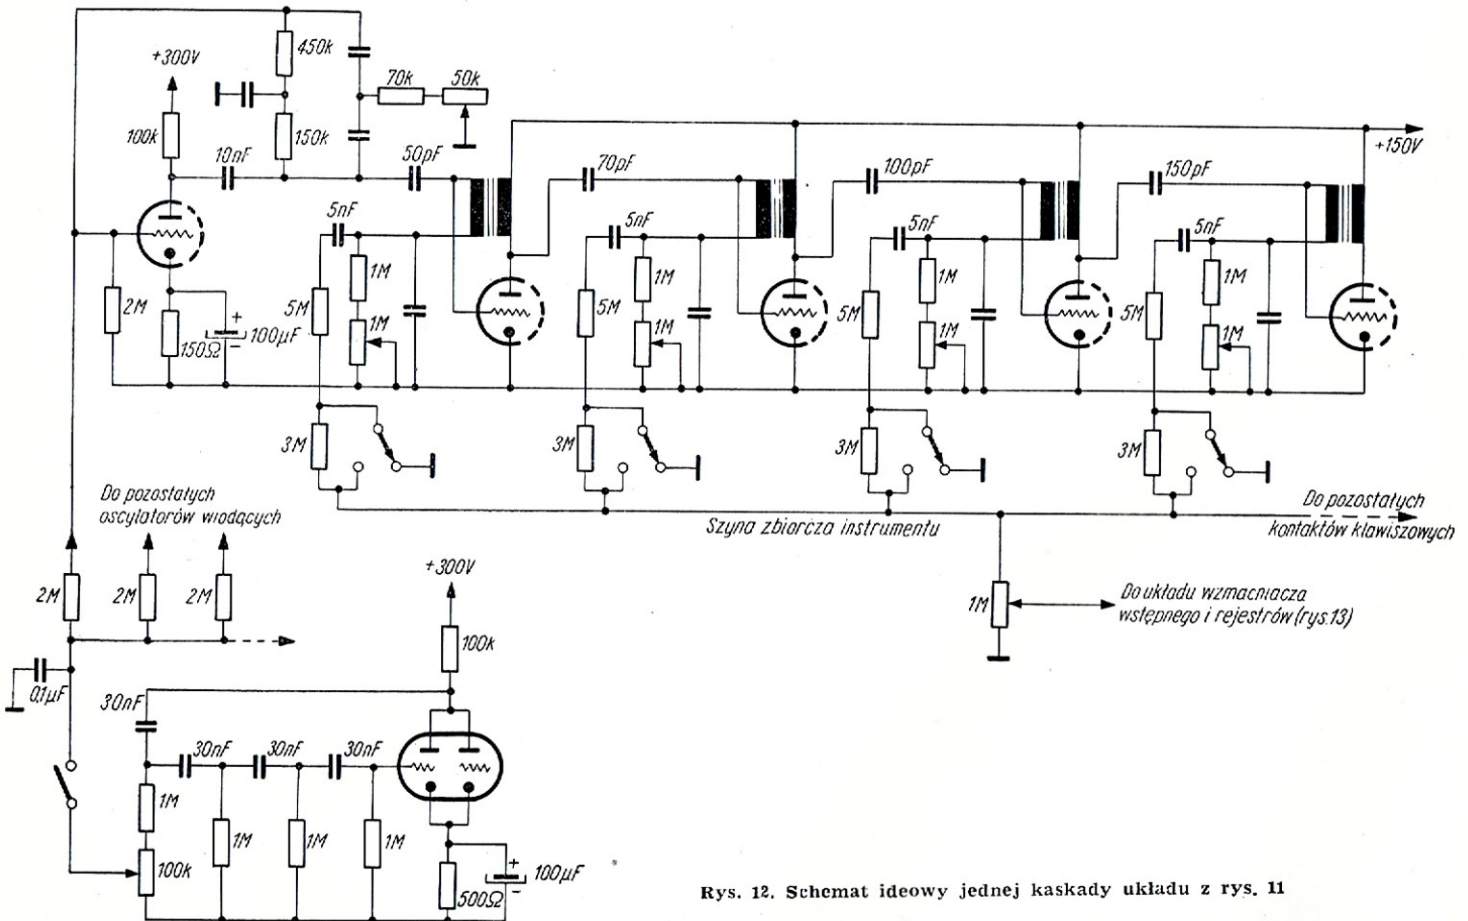 +300V
450k
70k
50k
100k
150k
10nF
50pF
70pF
100pF
150pF
+150V
5nF
5nF
5nF
5nF
2M
150Ω
+
-
100µF
5M
1M
1M
5M
1M
1M
5M
1M
1M
5M
1M
1M
3M
3M
3M
3M
Do pozostałych
oscylatorów wiodących
Szyna zbiorcza instrumentu
Do pozostałych
kontaktów klawiszowych
2M
2M
2M
1M
Do układu wzmacniacza
wstępnego i rejestrów (rys.13)
+300V
100k
0,1µF
30nF
30nF
30nF
30nF
1M
1M
1M
1M
100k
500Ω
+
-
100µF
Rys. 12. Schemat ideowy jednej kaskady układu z rys. 11